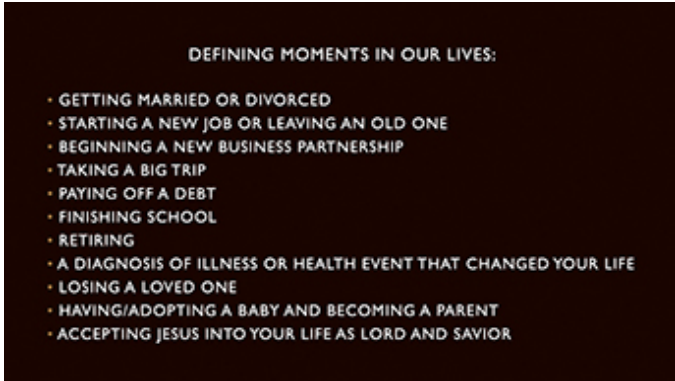 DEFINING MOMENTS IN OUR LIVES:
• GETTING MARRIED OR DIVORCED
• STARTING A NEW JOB OR LEAVING AN OLD ONE
• BEGINNING A NEW BUSINESS PARTNERSHIP
• TAKING A BIG TRIP
• PAYING OFF A DEBT
• FINISHING SCHOOL
• RETIRING
• A DIAGNOSIS OF ILLNESS OR HEALTH EVENT THAT CHANGED YOUR LIFE
• LOSING A LOVED ONE
• HAVING/ADOPTING A BABY AND BECOMING A PARENT
• ACCEPTING JESUS INTO YOUR LIFE AS LORD AND SAVIOR